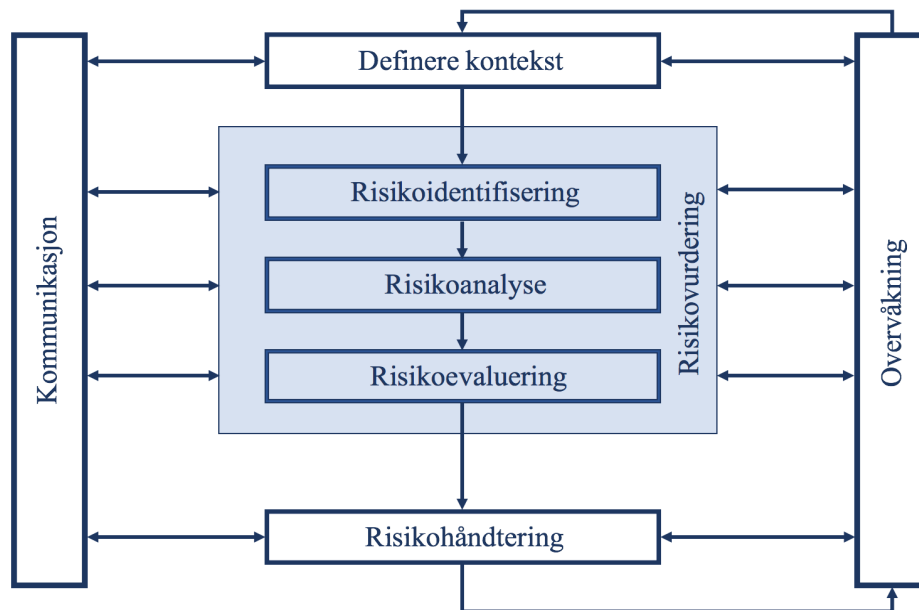 Definere kontekst
Kommunikasjon
Risikoidentifisering
Risikoanalyse
Risikoevaluering
Risikovurdering
Overvåkning
Risikohåndtering